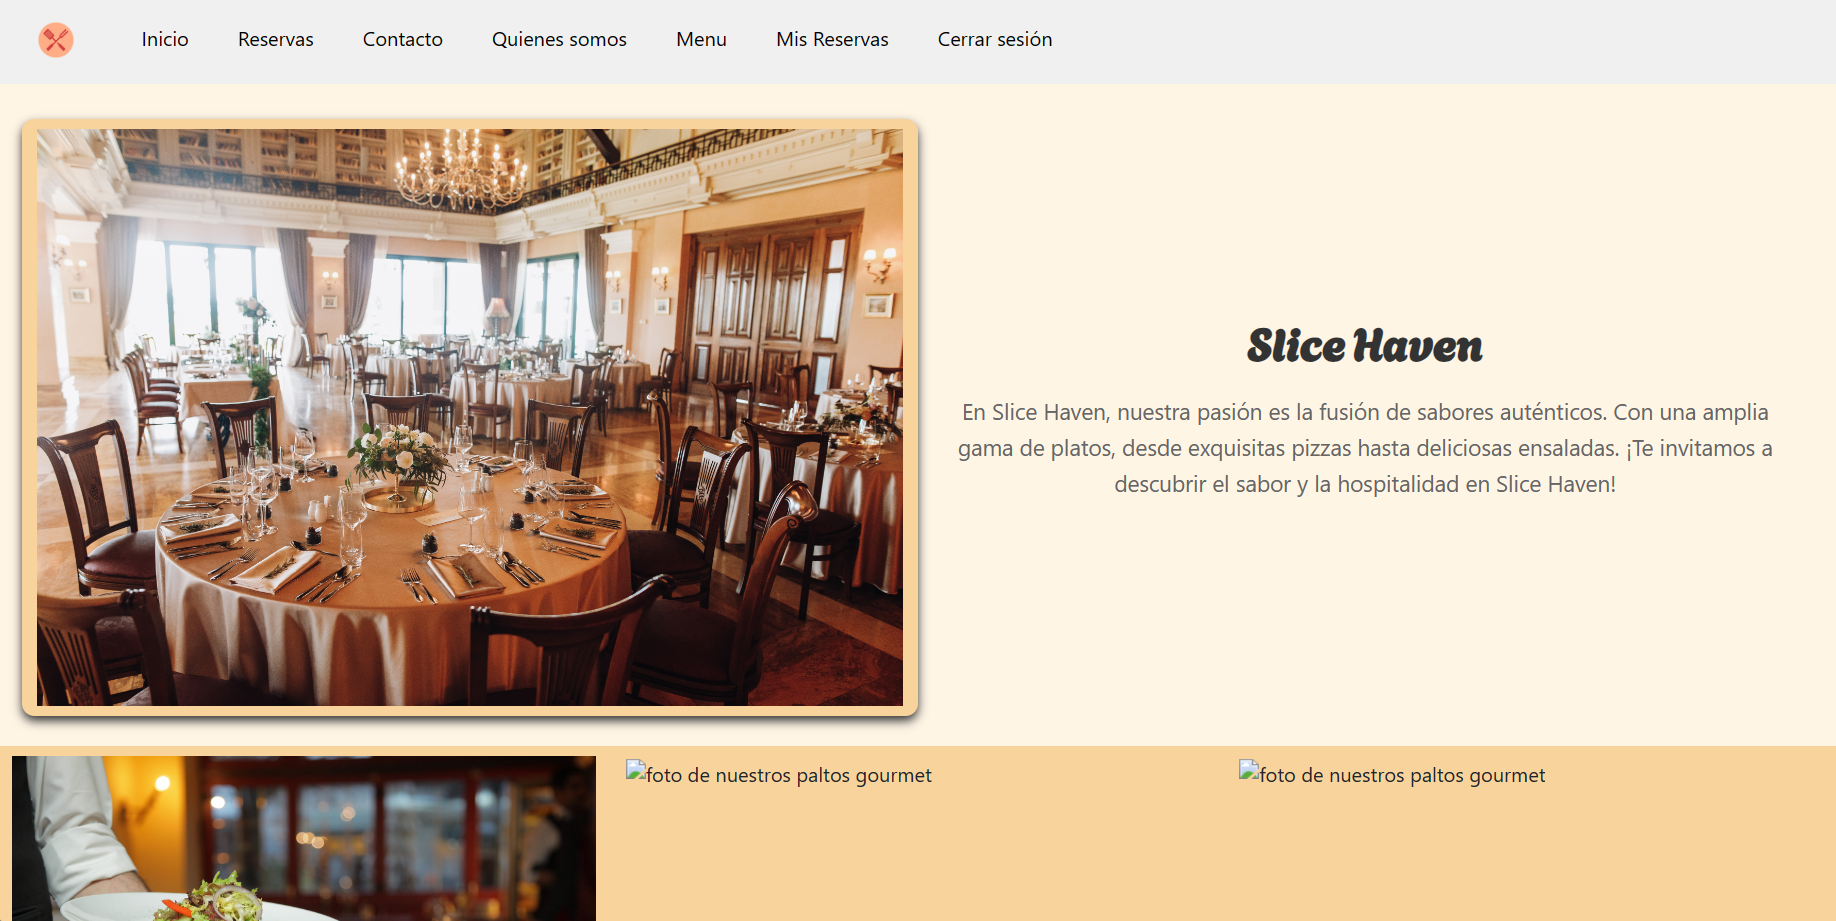 Inicio Reservas Contacto Quienes somos Menu Mis Reservas Cerrar sesión
Slice Haven
En Slice Haven, nuestra pasión es la fusión de sabores auténticos. Con una amplia
gama de platos, desde exquisitas pizzas hasta deliciosas ensaladas. ¡Te invitamos a
descubrir el sabor y la hospitalidad en Slice Haven!
foto de nuestros paltos gourmet foto de nuestros paltos gourmet